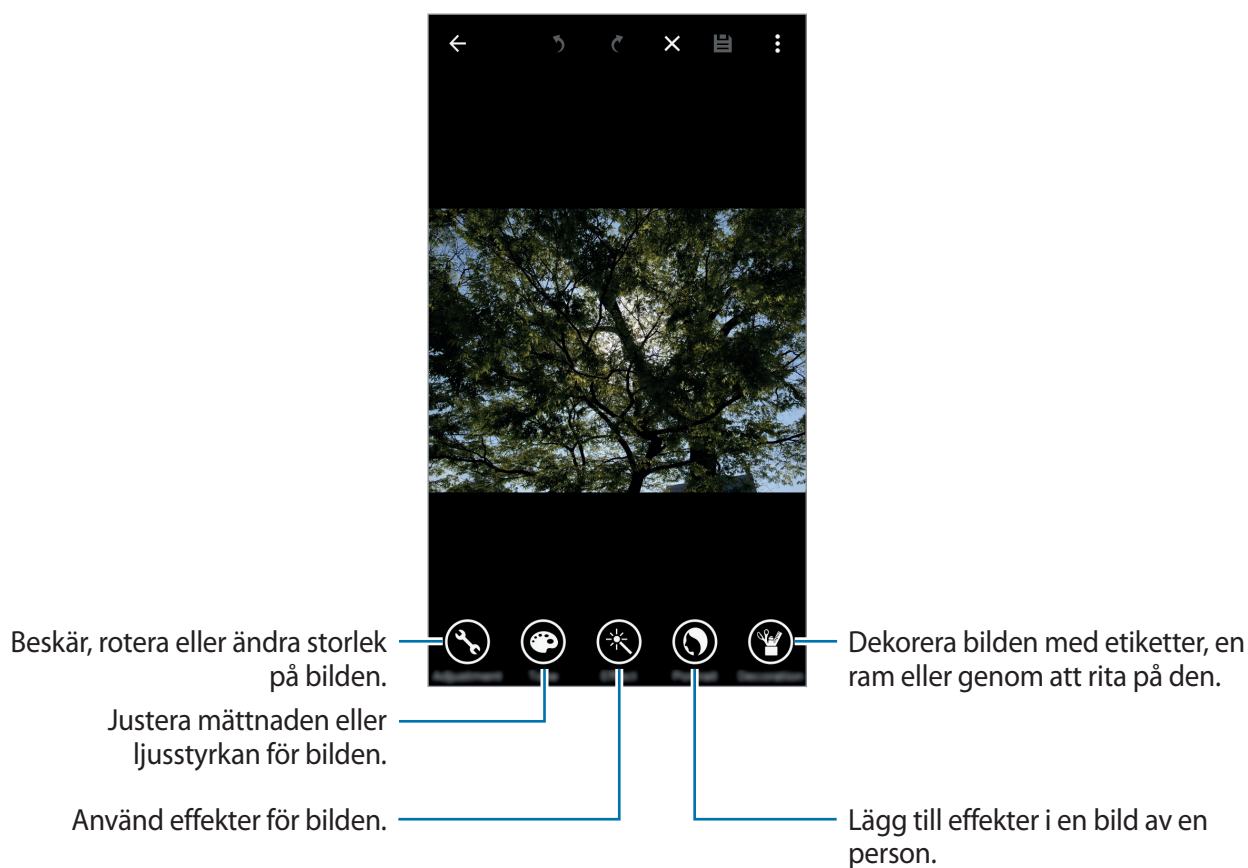 Beskär, rotera eller ändra storlek
på bilden.
Justera mättnaden eller
ljusstyrkan för bilden.
Använd effekter för bilden.
Dekorera bilden med etiketter, en
ram eller genom att rita på den.
Lägg till effekter i en bild av en
person.